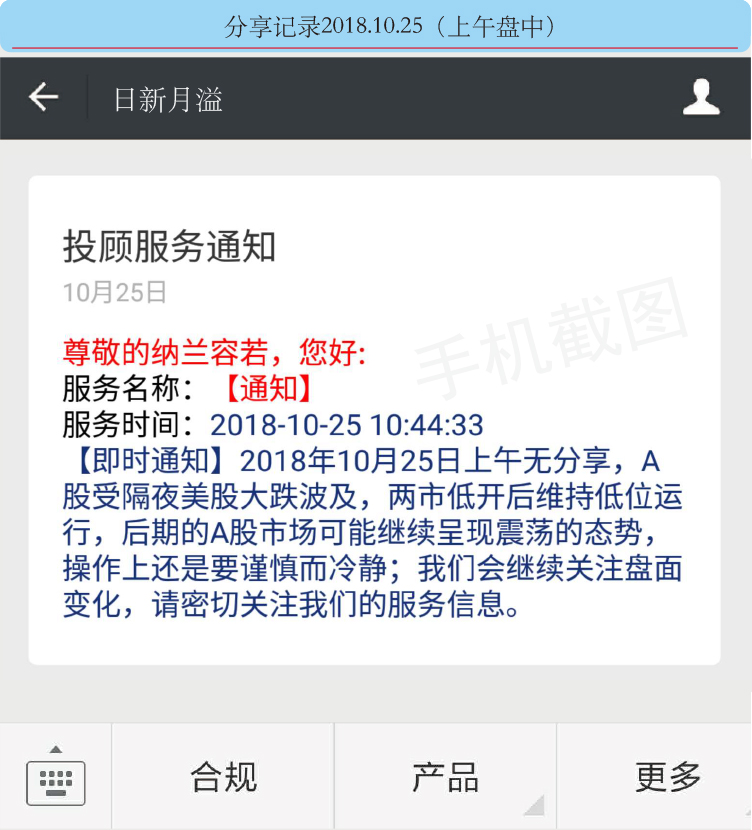 分享记录2018.10.25（上午盘中）
日新月溢
投顾服务通知
10月25日
手机截图
尊敬的纳兰容若，您好:
服务名称：【通知】
服务时间：2018-10-25 10:44:33
【即时通知】2018年10月25日上午无分享，A
股受隔夜美股大跌波及，两市低开后维持低位运
行，后期的A股市场可能继续呈现震荡的态势，
操作上还是要谨慎而冷静；我们会继续关注盘面
变化，请密切关注我们的服务信息。
合规
产品
更多